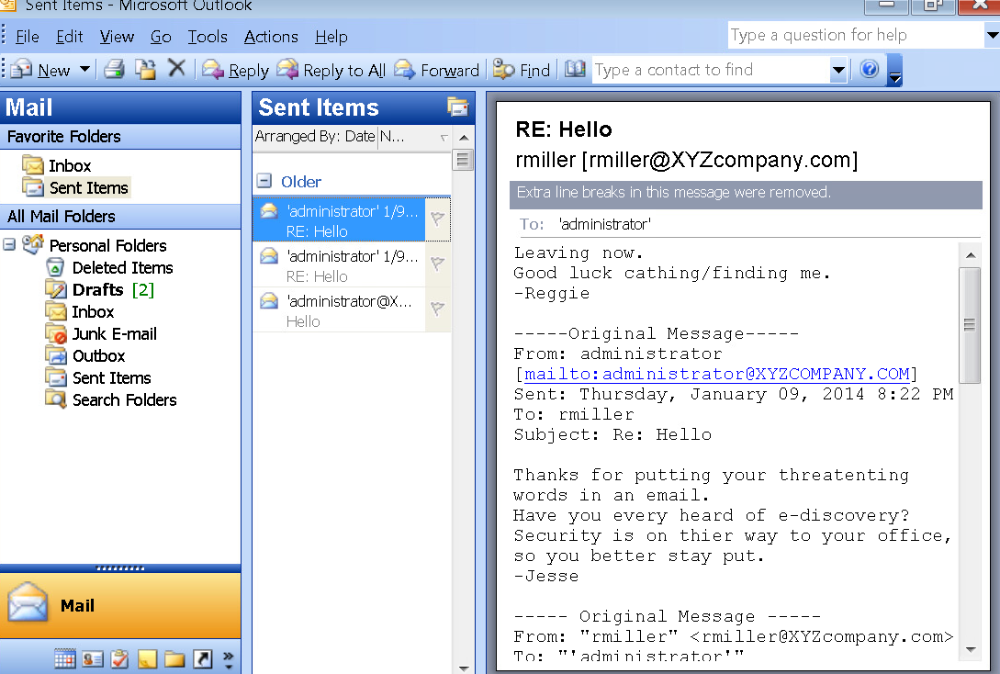 Sent Items - Microsoft Outlook
File Edit View Go Tools Actions Help
Type a question for help
New Reply Reply to All Forward Find Type a contact to find
Mail
Favorite Folders
Inbox
Sent Items
All Mail Folders
Personal Folders
Deleted Items
Drafts [2]
Inbox
Junk E-mail
Outbox
Sent Items
Search Folders
Mail
Sent Items
Arranged By: Date N...
Older
'administrator' 1/9...
RE: Hello
'administrator' 1/9...
RE: Hello
'administrator@X...
Hello
RE: Hello
rmiller [rmiller@XYZcompany.com]
Extra line breaks in this message were removed.
To: 'administrator'
Leaving now.
Good luck cathing/finding me.
-Reggie
-----Original Message-----
From: administrator
[mailto:administrator@XYZCOMPANY.COM]
Sent: Thursday, January 09, 2014 8:22 PM
To: rmiller
Subject: Re: Hello
Thanks for putting your threatenting
words in an email.
Have you every heard of e-discovery?
Security is on thier way to your office,
so you better stay put.
-Jesse
----- Original Message -----
From: "rmiller" <rmiller@XYZcompany.com>
To: "'administrator'"